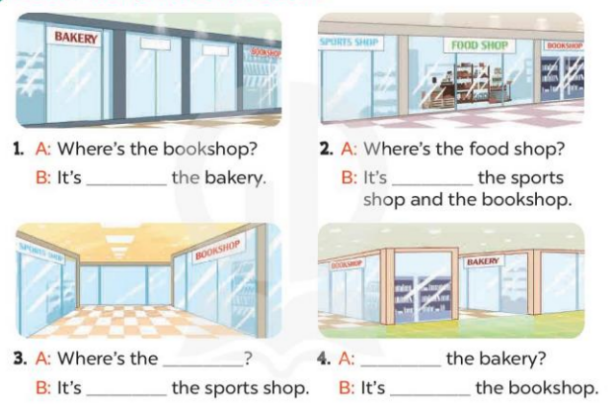 BAKERY
BOOKSHOP
SPORTS SHOP
FOOD SHOP
BOOKSHOP
1. A: Where's the bookshop?
B: It's ________ the bakery.
2. A: Where's the food shop?
B: It's ________ the sports
shop and the bookshop.
SPORTS SHOP
BOOKSHOP
BOOKSHOP
BAKERY
3. A: Where's the ________?
B: It's ________ the sports shop.
4. A: ________ the bakery?
B: It's ________ the bookshop.